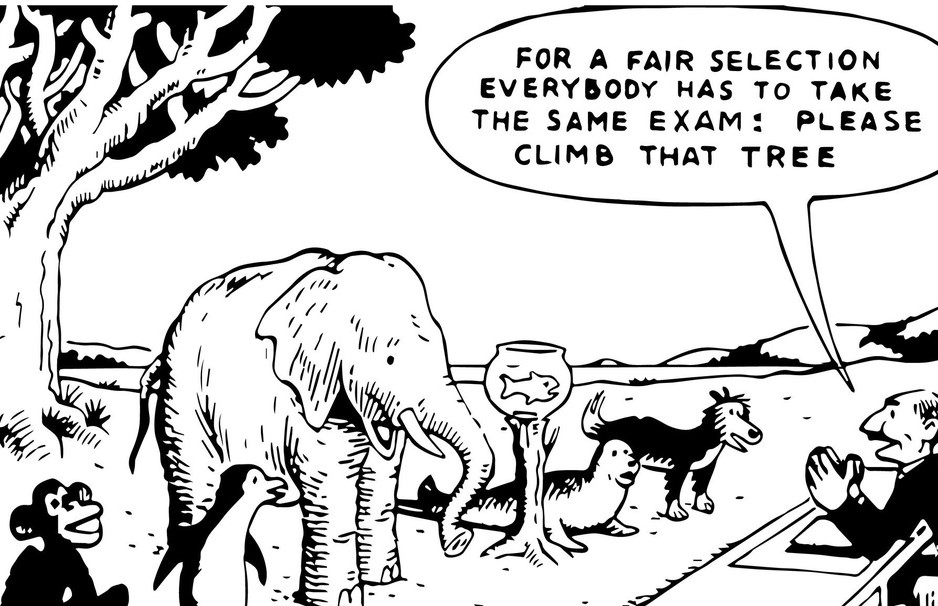 FOR A FAIR SELECTION
EVERYBODY HAS TO TAKE
THE SAME EXAM: PLEASE
CLIMB THAT TREE